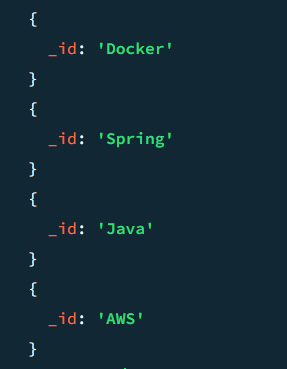 {
_id: 'Docker'
}
{
_id: 'Spring'
}
{
_id: 'Java'
}
{
_id: 'AWS'
}